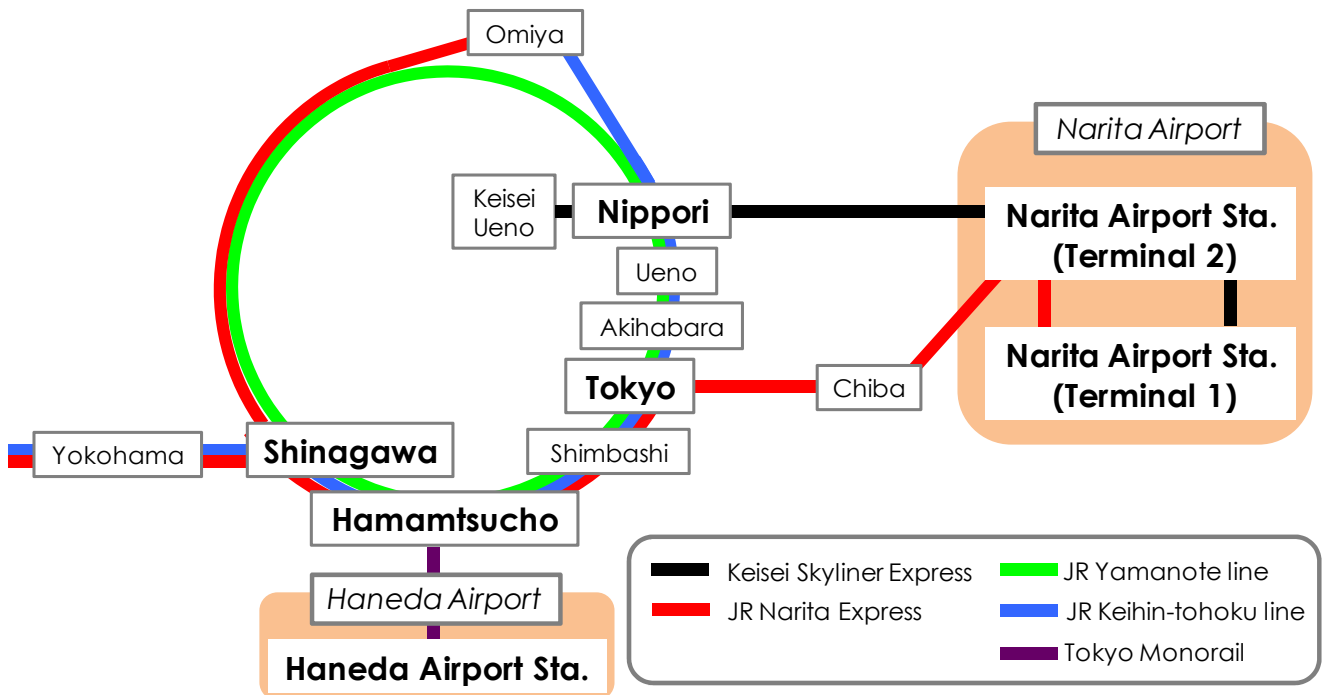 Omiya
Narita Airport
Keisei
Ueno
Nippori
Narita Airport Sta.
(Terminal 2)
Ueno
Akihabara
Narita Airport Sta.
(Terminal 1)
Tokyo
Chiba
Yokohama
Shinagawa
Shimbashi
Hamamtsucho
Haneda Airport
Haneda Airport Sta.
Keisei Skyliner Express
JR Yamanote line
JR Narita Express
JR Keihin-tohoku line
Tokyo Monorail